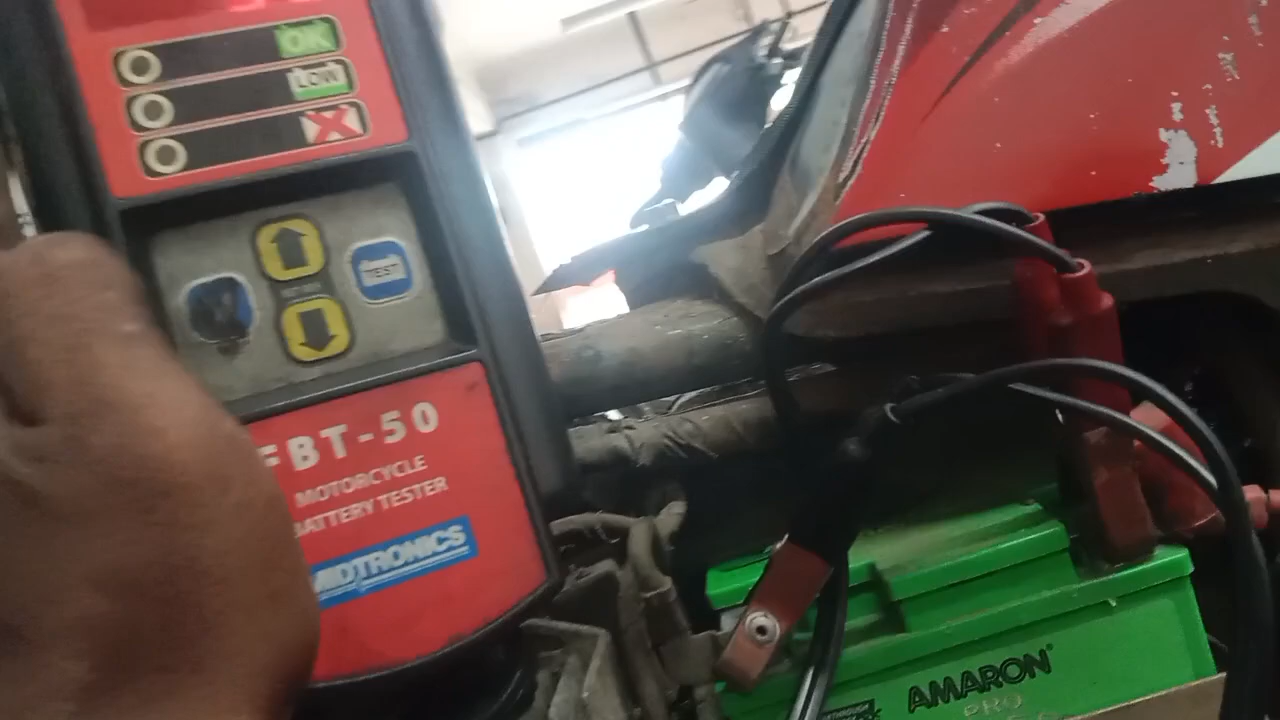 OK
LOW
TEST
FBT-50
MOTORCYCLE
BATTERY TESTER
MIDTRONICS
AMARON
PRO